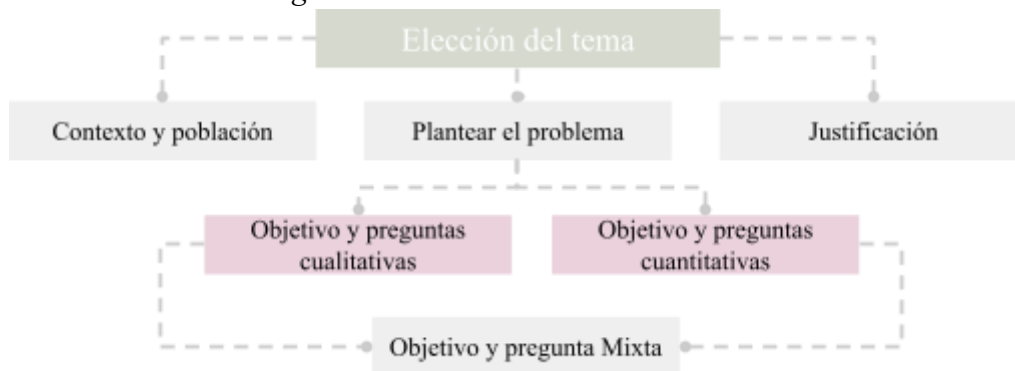 Elección del tema
Contexto y población
Plantear el problema
Justificación
Objetivo y preguntas
cualitativas
Objetivo y preguntas
cuantitativas
Objetivo y pregunta Mixta